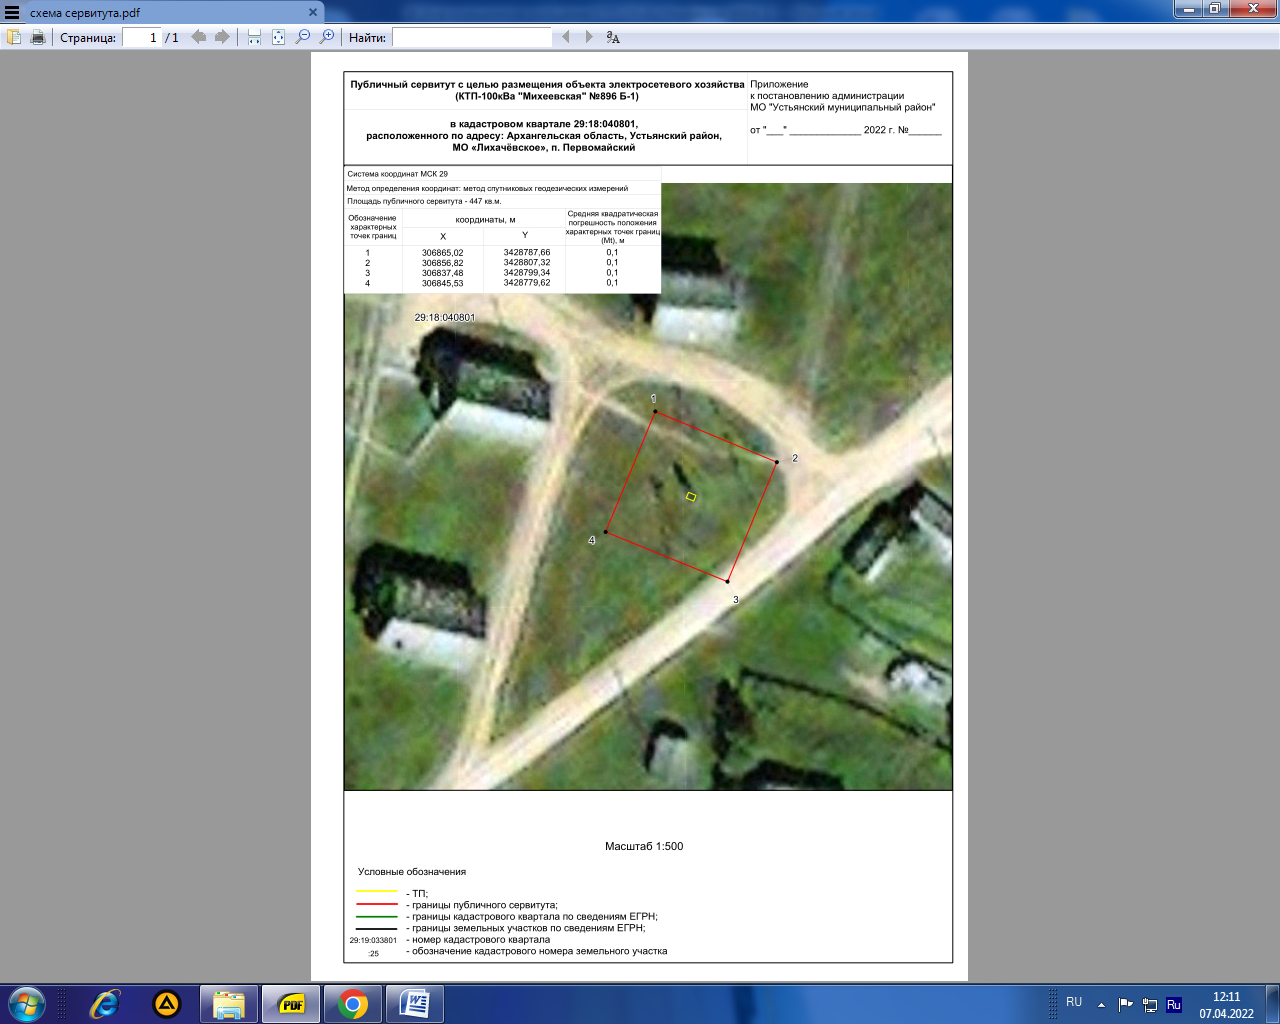 схема сервитута.pdf
Страница: 1 / 1 Найти:
Публичный сервитут с целью размещения объекта электросетевого хозяйства
(КТП-100кВа "Михеевская" №896 Б-1)
в кадастровом квартале 29:18:040801,
расположенного по адресу: Архангельская область, Устьянский район,
МО «Лихачёвское», п. Первомайский
Приложение
к постановлению администрации
МО "Устьянский муниципальный район"
от "___" _____________ 2022 г. №______
Система координат МСК 29
Метод определения координат: метод спутниковых геодезических измерений
Площадь публичного сервитута - 447 кв.м.
Обозначение
характерных
точек границ
координаты, м
X Y
Средняя квадратическая
погрешность положения
характерных точек границ
(Mt), м
1 306865,02 3428787,66 0,1
2 306856,82 3428807,32 0,1
3 306837,48 3428799,34 0,1
4 306845,53 3428779,62 0,1
29:18:040801
1
2
4
3
Масштаб 1:500
Условные обозначения
- ТП;
- границы публичного сервитута;
- границы кадастрового квартала по сведениям ЕГРН;
- границы земельных участков по сведениям ЕГРН;
29:19:033801 - номер кадастрового квартала
:25 - обозначение кадастрового номера земельного участка
PDF
RU
Ru
12:11
07.04.2022